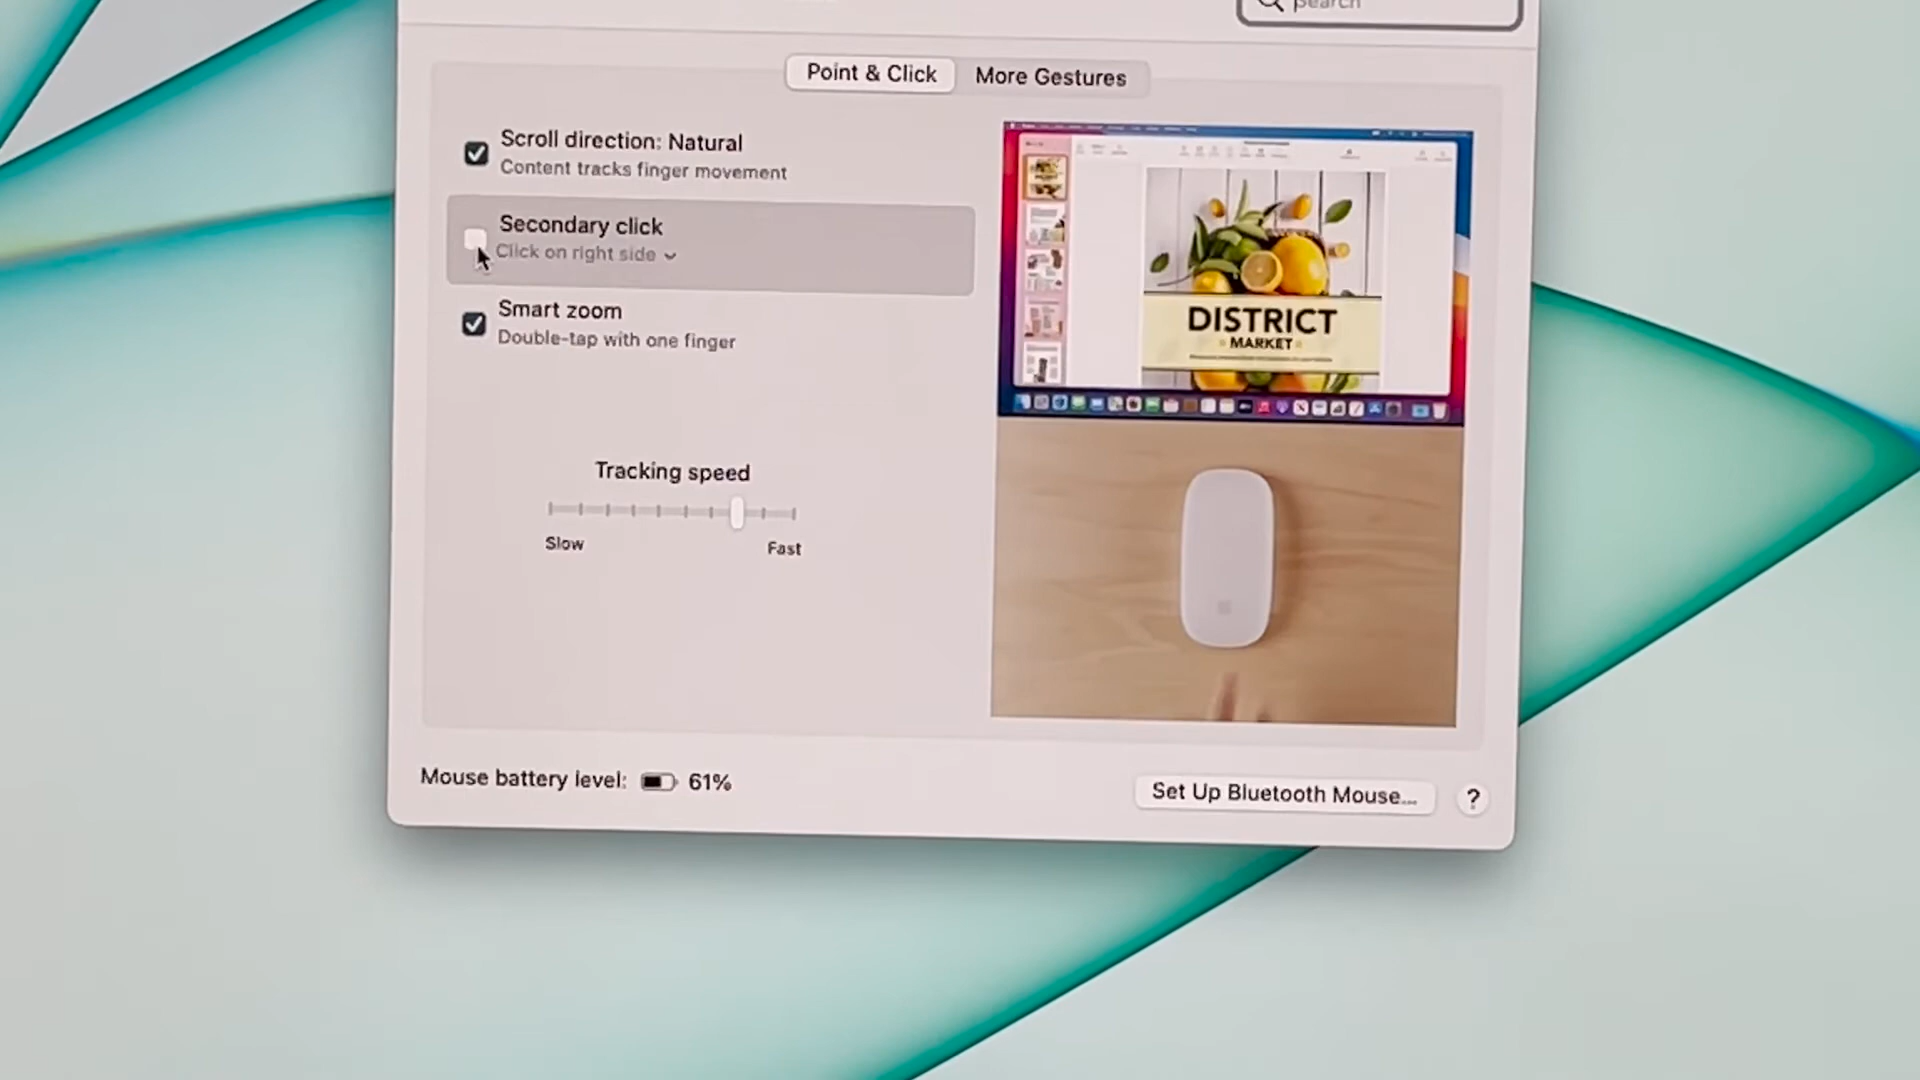 Search
Point & Click
More Gestures
Scroll direction: Natural
Content tracks finger movement
Secondary click
Click on right side
Smart zoom
Double-tap with one finger
DISTRICT
MARKET
Tracking speed
Slow
Fast
Mouse battery level: 61%
Set Up Bluetooth Mouse...
?